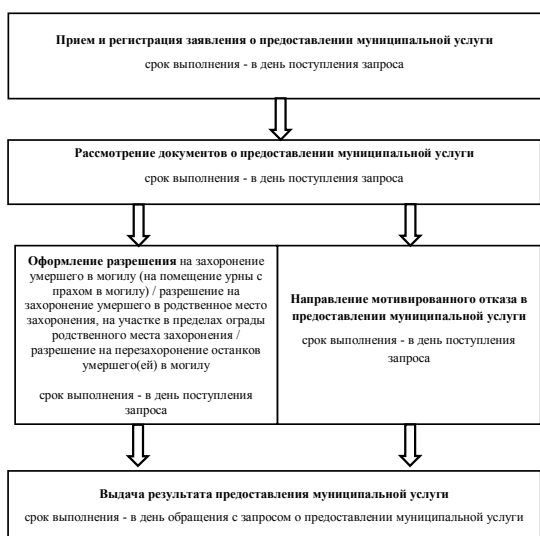 Прием и регистрация заявления о предоставлении муниципальной услуги
срок выполнения - в день поступления запроса
Рассмотрение документов о предоставлении муниципальной услуги
срок выполнения - в день поступления запроса
Оформление разрешения на захоронение
умершего в могилу (на помещение урны с
прахом в могилу) / разрешение на
захоронение умершего в родственное место
захоронения, на участке в пределах ограды
родственного места захоронения /
разрешение на перезахоронение останков
умершего(ей) в могилу
срок выполнения - в день поступления
запроса
Направление мотивированного отказа в
предоставлении муниципальной услуги
срок выполнения - в день поступления
запроса
Выдача результата предоставления муниципальной услуги
срок выполнения - в день обращения с запросом о предоставлении муниципальной услуги